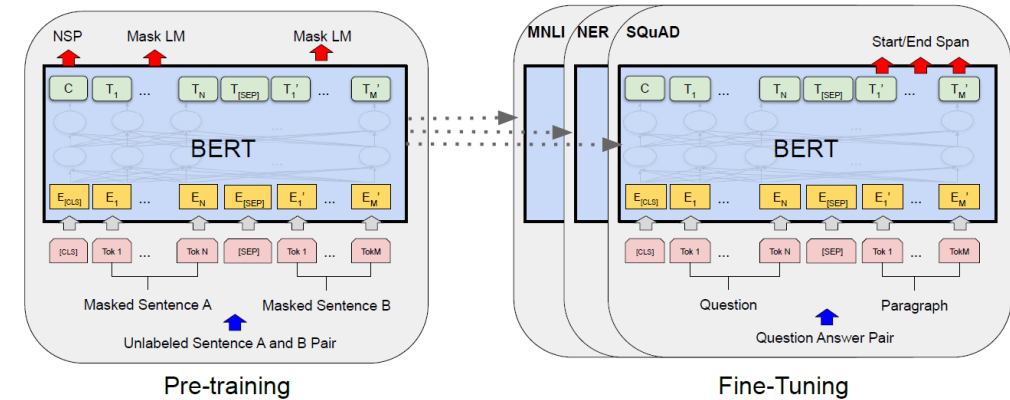 NSP Mask LM Mask LM
C T1 ... TN T[SEP] T1' ... TM'
...
...
BERT
E[CLS] E1 ... EN E[SEP] E1' ... EM'
[CLS] Tok 1 ... Tok N [SEP] Tok 1 ... TokM
Masked Sentence A Masked Sentence B
Unlabeled Sentence A and B Pair
Pre-training
MNLI NER SQuAD
Start/End Span
C T1 ... TN T[SEP] T1' ... TM'
...
...
BERT
E[CLS] E1 ... EN E[SEP] E1' ... EM'
[CLS] Tok 1 ... Tok N [SEP] Tok 1 ... TokM
Question Paragraph
Question Answer Pair
Fine-Tuning